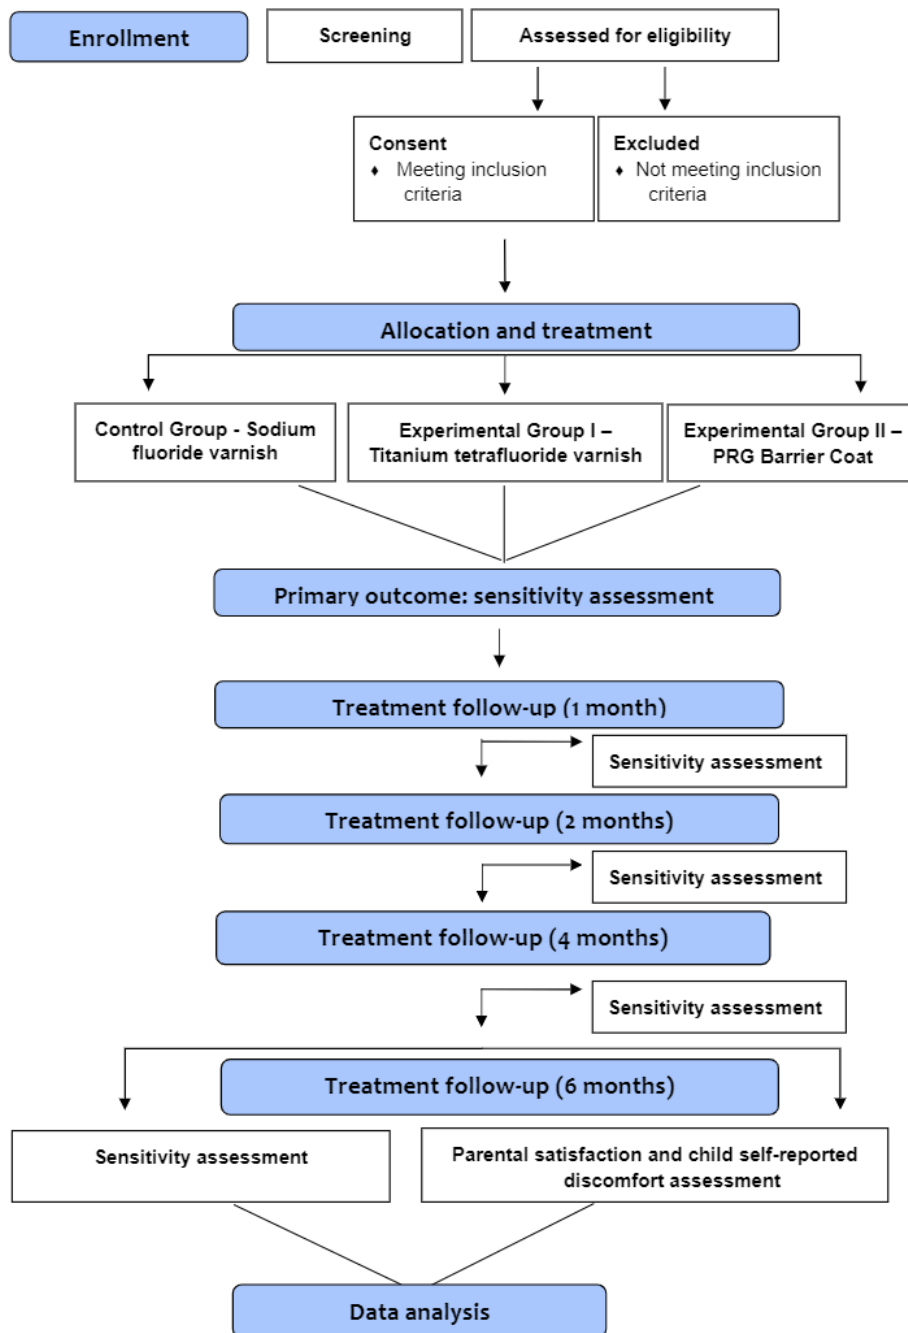 Enrollment
Screening
Assessed for eligibility
Consent
♦ Meeting inclusion
criteria
Excluded
♦ Not meeting inclusion
criteria
Allocation and treatment
Control Group - Sodium
fluoride varnish
Experimental Group I –
Titanium tetrafluoride varnish
Experimental Group II –
PRG Barrier Coat
Primary outcome: sensitivity assessment
Treatment follow-up (1 month)
Sensitivity assessment
Treatment follow-up (2 months)
Sensitivity assessment
Treatment follow-up (4 months)
Sensitivity assessment
Treatment follow-up (6 months)
Sensitivity assessment
Parental satisfaction and child self-reported
discomfort assessment
Data analysis